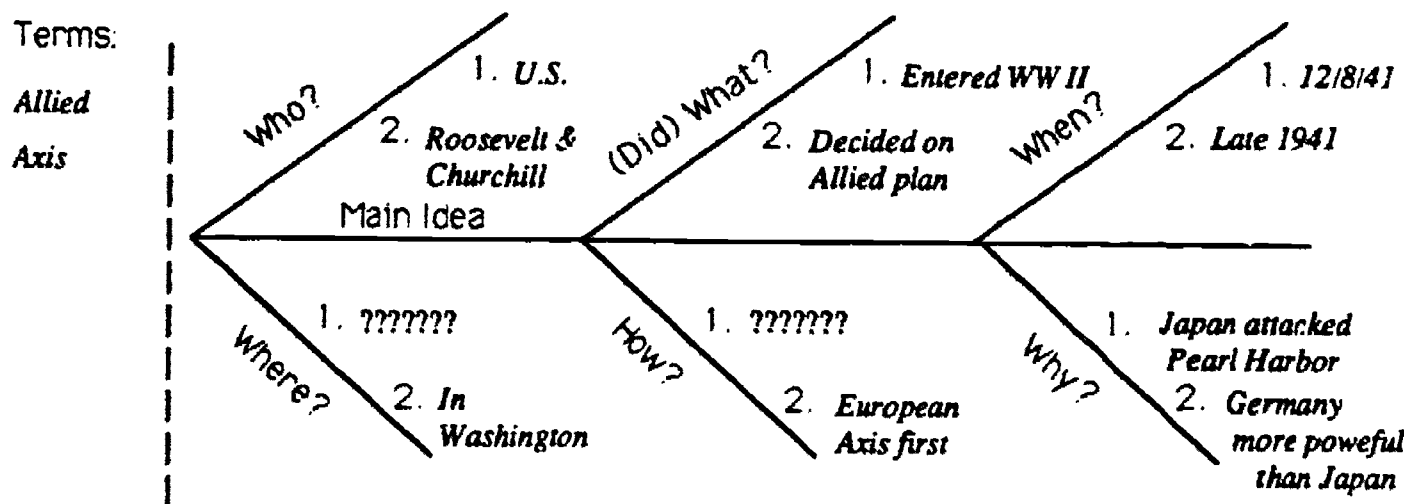 Terms:
Allied
Axis
Who?
1. U.S.
2. Roosevelt &
Churchill
(Did) What?
1. Entered WW II
2. Decided on
Allied plan
When?
1. 12/8/41
2. Late 1941
Main Idea
Where?
1. ???????
2. In
Washington
How?
1. ???????
2. European
Axis first
Why?
1. Japan attacked
Pearl Harbor
2. Germany
more poweful
than Japan